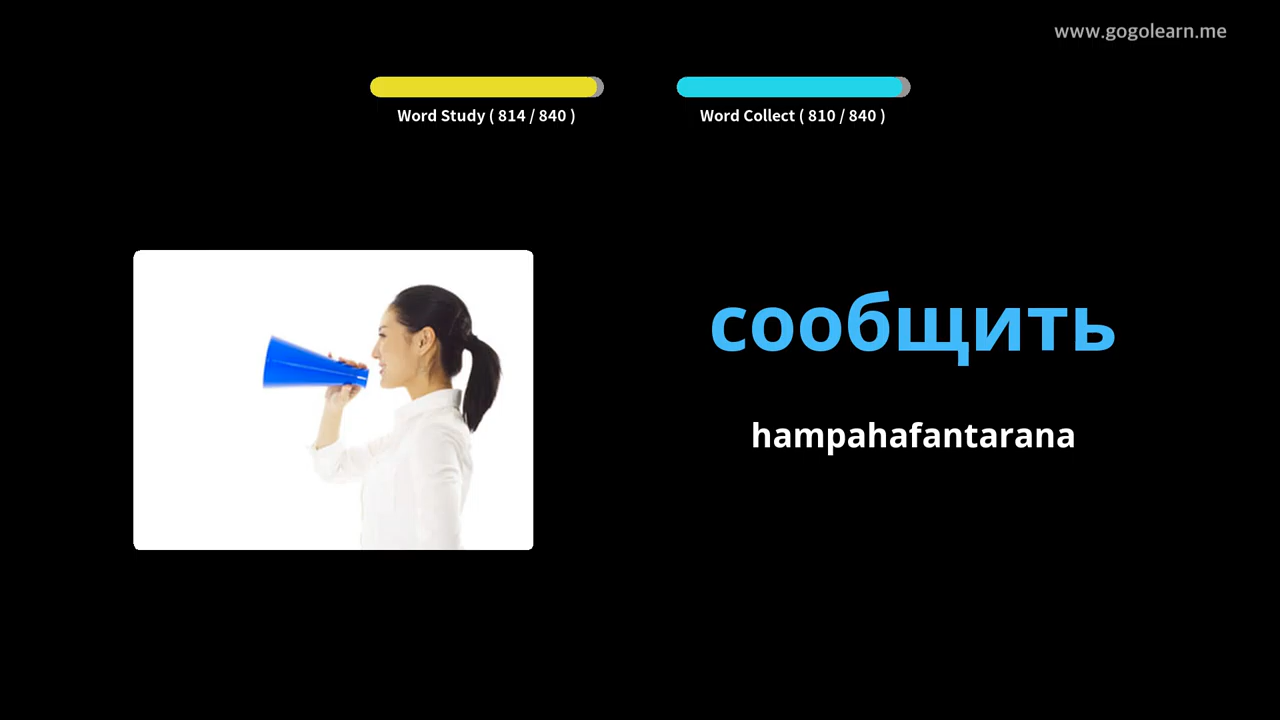 www.gogolearn.me
Word Study ( 814 / 840 )
Word Collect ( 810 / 840 )
сообщить
hampahafantarana